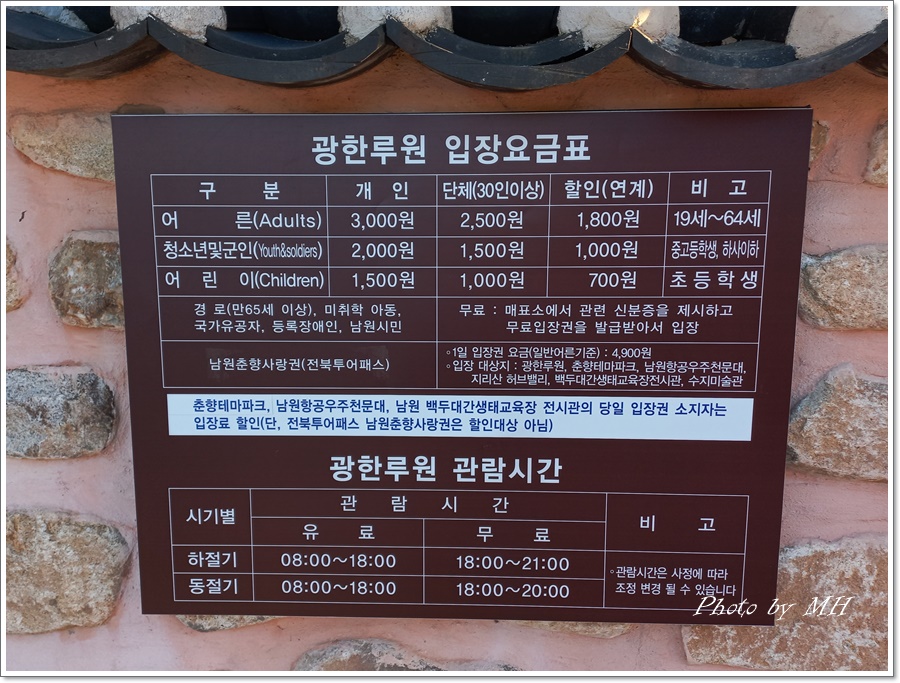 광한루원 입장요금표
구 분 개 인 단체(30인이상) 할인(연계) 비 고
어 른(Adults) 3,000원 2,500원 1,800원 19세~64세
청소년및군인(Youth&soldiers) 2,000원 1,500원 1,000원 중고등학생, 하사이하
어 린 이(Children) 1,500원 1,000원 700원 초등학생
경 로(만65세 이상), 미취학 아동,
국가유공자, 등록장애인, 남원시민
무료 : 매표소에서 관련 신분증을 제시하고
무료입장권을 발급받아서 입장
남원춘향사랑권(전북투어패스)
◦1일 입장권 요금(일반어른기준) : 4,900원
◦입장 대상지 : 광한루원, 춘향테마파크, 남원항공우주천문대,
지리산 허브밸리, 백두대간생태교육장전시관, 수지미술관
춘향테마파크, 남원항공우주천문대, 남원 백두대간생태교육장 전시관의 당일 입장권 소지자는
입장료 할인(단, 전북투어패스 남원춘향사랑권은 할인대상 아님)
광한루원 관람시간
시기별 관 람 시 간 비 고
유 료 무 료
하절기 08:00~18:00 18:00~21:00
동절기 08:00~18:00 18:00~20:00
◦관람시간은 사정에 따라
조정 변경 될 수 있습니다
Photo by MH